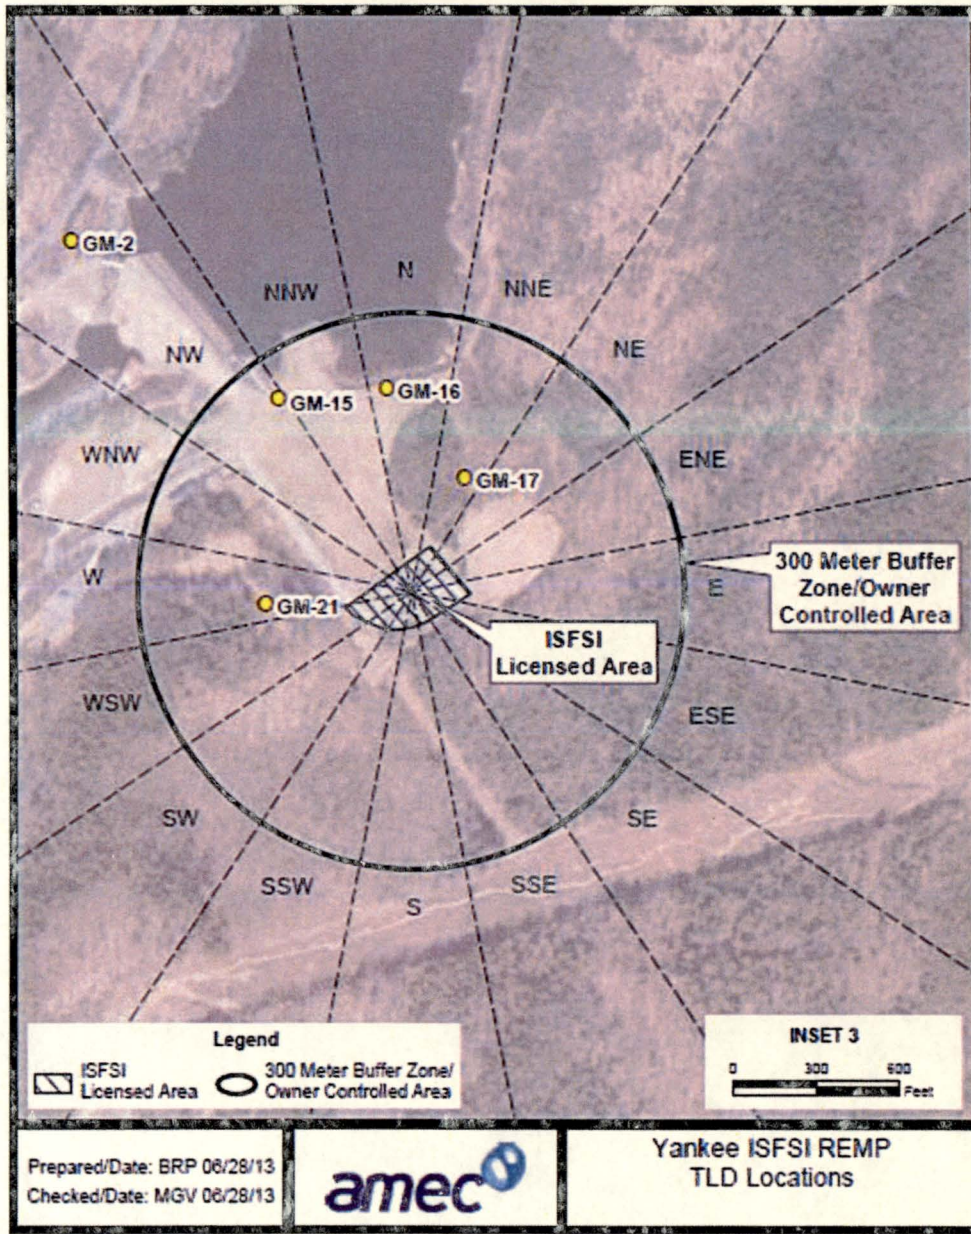 GM-2
N
NNW
NNE
NW
NE
GM-15
GM-16
WNW
ENE
GM-17
W
E
300 Meter Buffer
Zone/Owner
Controlled Area
GM-21
ISFSI
Licensed Area
WSW
ESE
SW
SE
SSW
SSE
S
Legend
ISFSI
Licensed Area
300 Meter Buffer Zone/
Owner Controlled Area
INSET 3
0 300 600
Feet
Prepared/Date: BRP 06/28/13
Checked/Date: MGV 06/28/13
amec
Yankee ISFSI REMP
TLD Locations